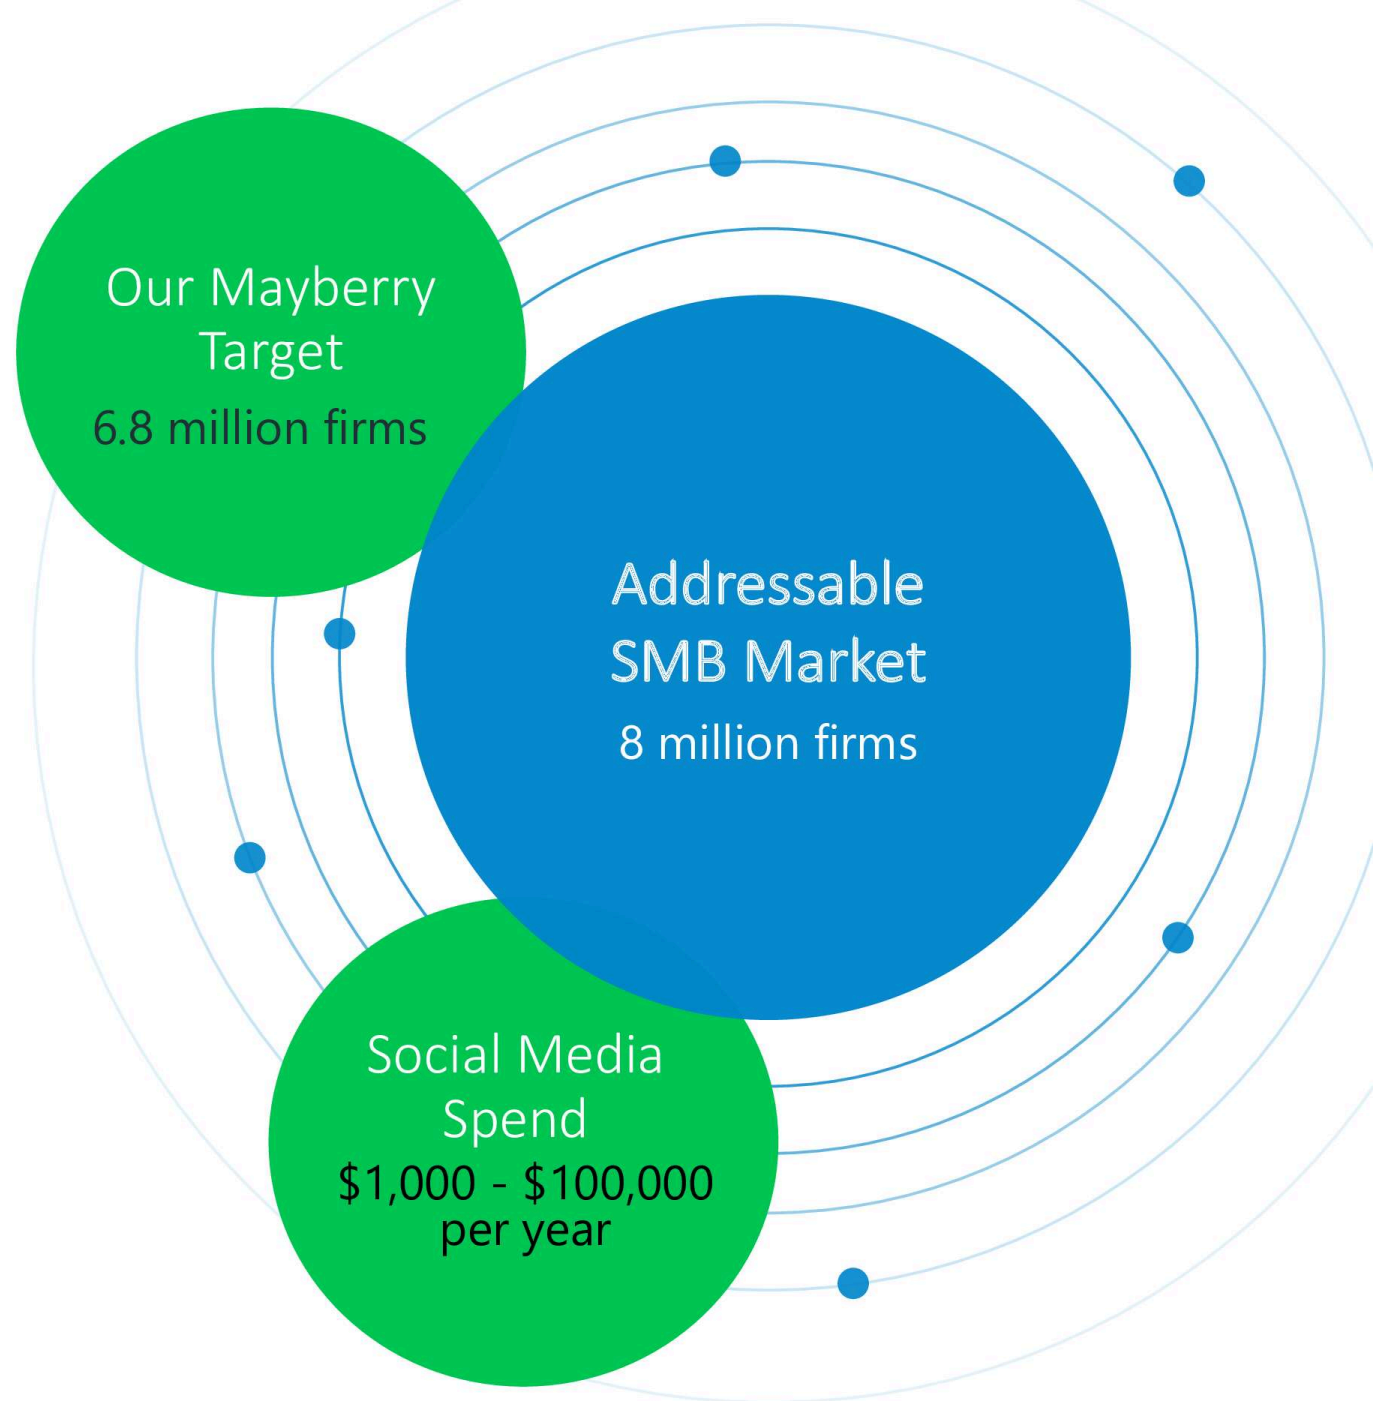 Our Mayberry
Target
6.8 million firms
Addressable
SMB Market
8 million firms
Social Media
Spend
$1,000 - $100,000
per year